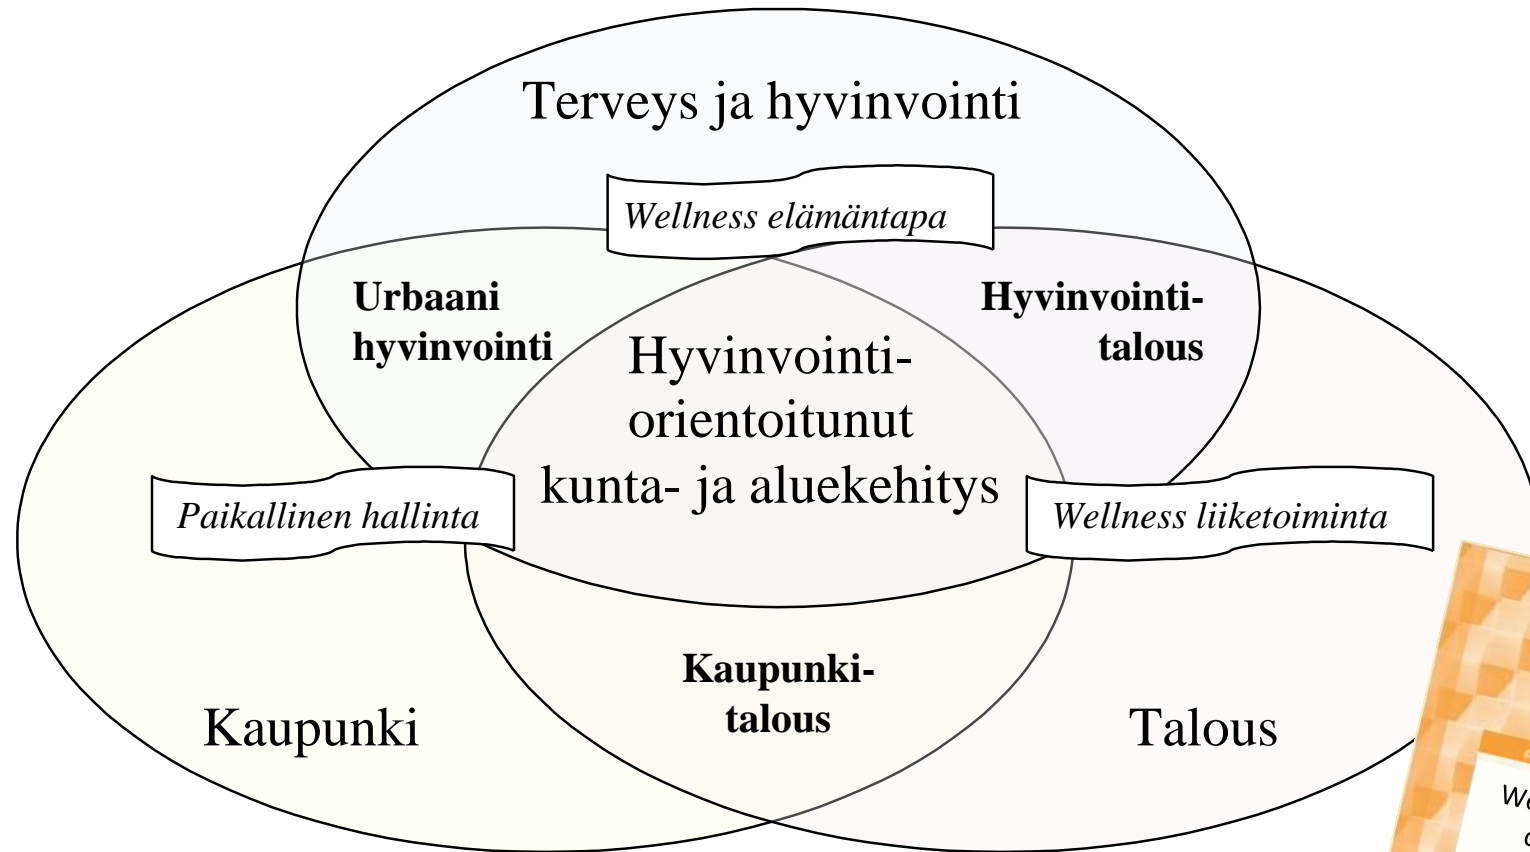 Terveys ja hyvinvointi
Wellness elämäntapa
Urbaani
hyvinvointi
Hyvinvointi-
talous
Hyvinvointi-
orientoitunut
kunta- ja aluekehitys
Paikallinen hallinta
Wellness liiketoiminta
Kaupunki-
talous
Kaupunki
Talous